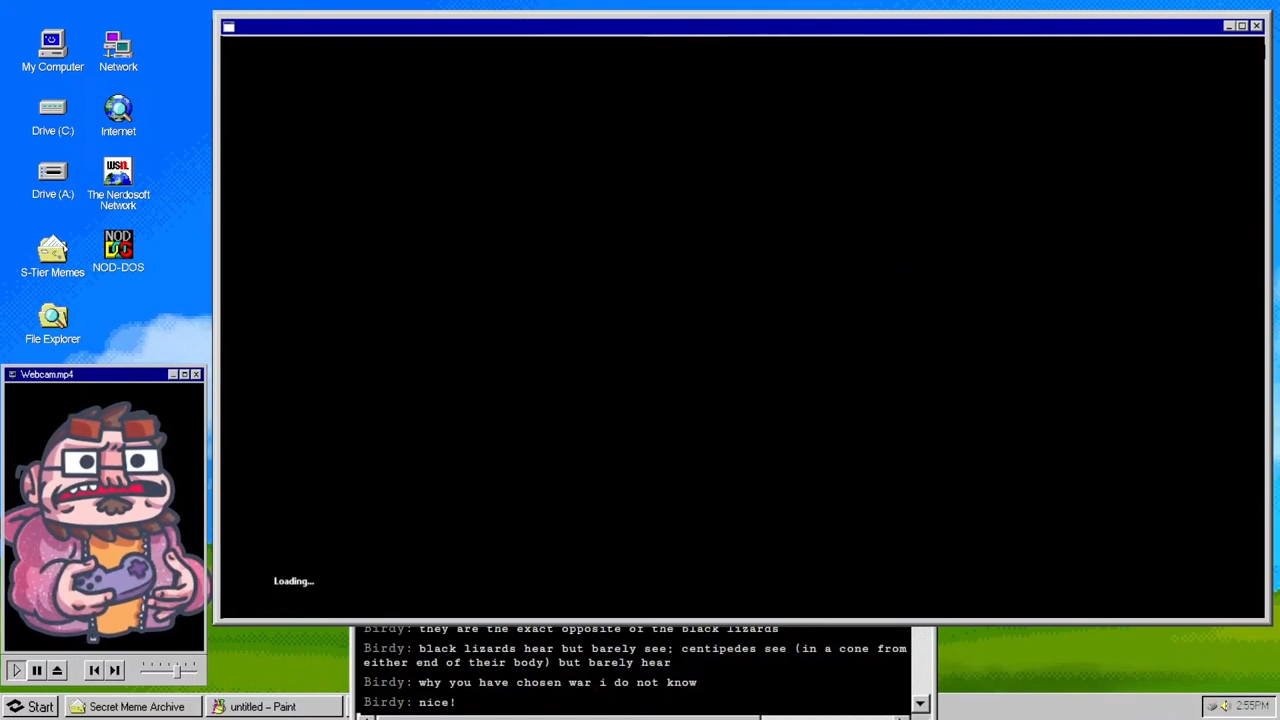 My Computer
Network
Drive (C:)
Internet
Drive (A:)
WSN
The Nerdosoft
Network
S-Tier Memes
NOD
NOD-DOS
File Explorer
Webcam.mp4
Loading...
Birdy: they are the exact opposite of the black lizards
Birdy: black lizards hear but barely see; centipedes see (in a cone from
either end of their body) but barely hear
Birdy: why you have chosen war i do not know
Birdy: nice!
Start
Secret Meme Archive
untitled – Paint
2:55PM